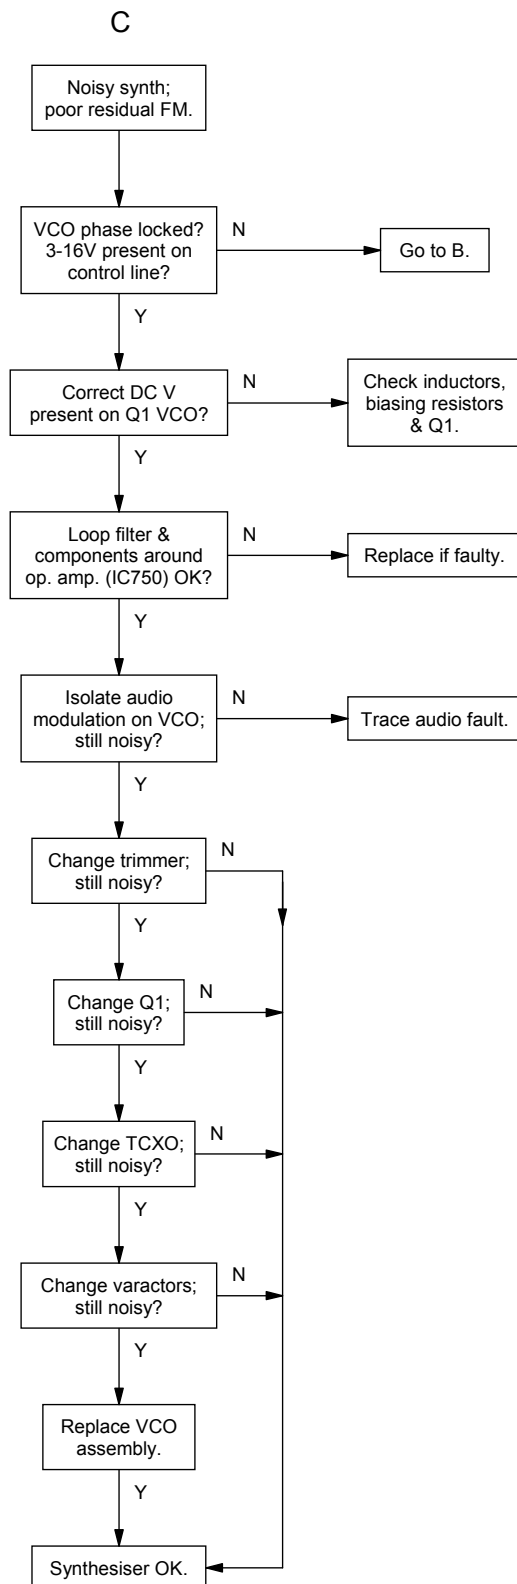 C
Noisy synth;
poor residual FM.
VCO phase locked?
3-16V present on
control line?
N
Go to B.
Y
Correct DC V
present on Q1 VCO?
N
Check inductors,
biasing resistors
& Q1.
Y
Loop filter &
components around
op. amp. (IC750) OK?
N
Replace if faulty.
Y
Isolate audio
modulation on VCO;
still noisy?
N
Trace audio fault.
Y
Change trimmer;
still noisy?
N
Y
Change Q1;
still noisy?
N
Y
Change TCXO;
still noisy?
N
Y
Change varactors;
still noisy?
N
Y
Replace VCO
assembly.
Y
Synthesiser OK.